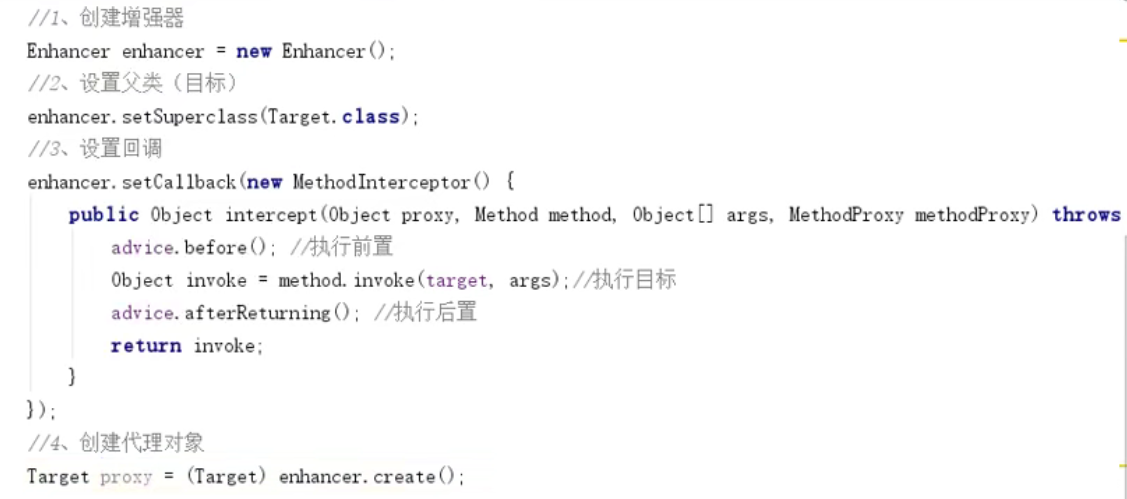 //1、创建增强器
Enhancer enhancer = new Enhancer();
//2、设置父类（目标）
enhancer.setSuperclass(Target.class);
//3、设置回调
enhancer.setCallback(new MethodInterceptor() {
public Object intercept(Object proxy, Method method, Object[] args, MethodProxy methodProxy) throws
advice.before(); //执行前置
Object invoke = method.invoke(target, args);//执行目标
advice.afterReturning(); //执行后置
return invoke;
}
});
//4、创建代理对象
Target proxy = (Target) enhancer.create();